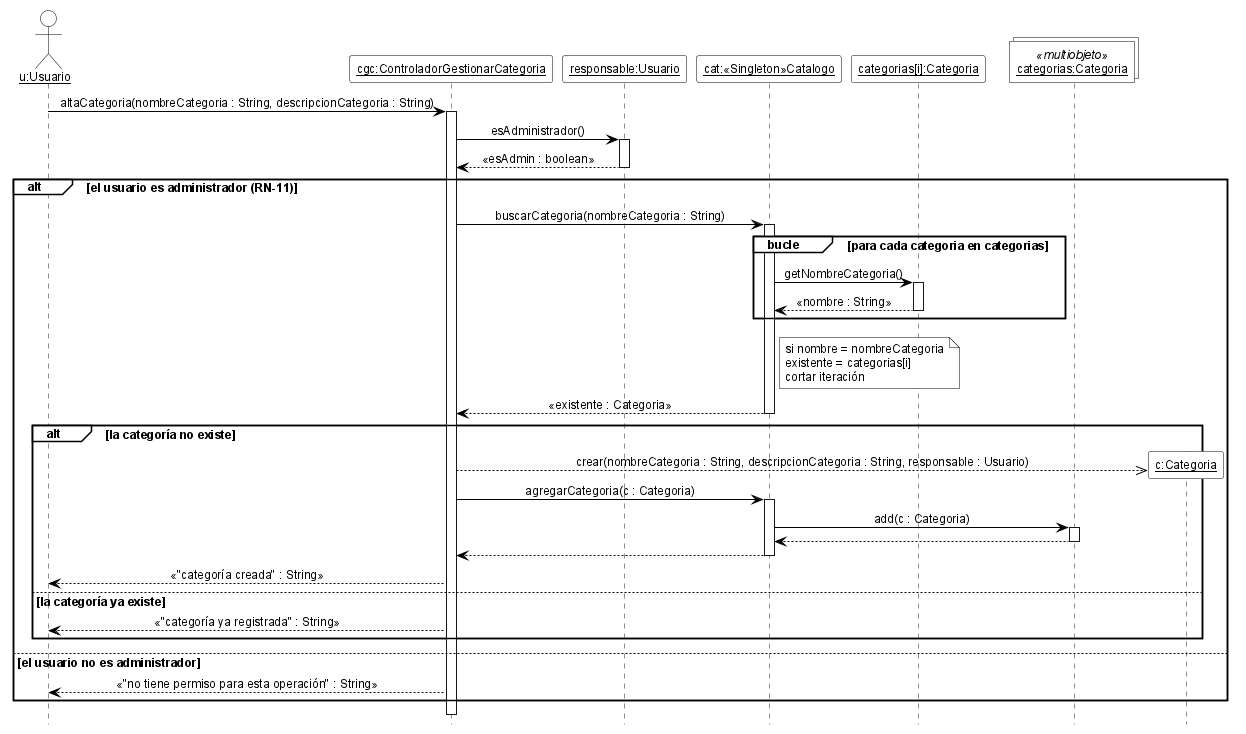 u:Usuario
cgc:ControladorGestionarCategoria
responsable:Usuario
cat:«Singleton»Catalogo
categorias[i]:Categoria
«multiobjeto»
categorias:Categoria
altaCategoria(nombreCategoria : String, descripcionCategoria : String)
esAdministrador()
«esAdmin : boolean»
alt
[el usuario es administrador (RN-11)]
buscarCategoria(nombreCategoria : String)
bucle
[para cada categoria en categorias]
getNombreCategoria()
«nombre : String»
si nombre = nombreCategoria
existente = categorias[i]
cortar iteración
«existente : Categoria»
alt
[la categoría no existe]
crear(nombreCategoria : String, descripcionCategoria : String, responsable : Usuario)
c:Categoria
agregarCategoria(c : Categoria)
add(c : Categoria)
«"categoría creada" : String»
[la categoría ya existe]
«"categoría ya registrada" : String»
[el usuario no es administrador]
«"no tiene permiso para esta operación" : String»